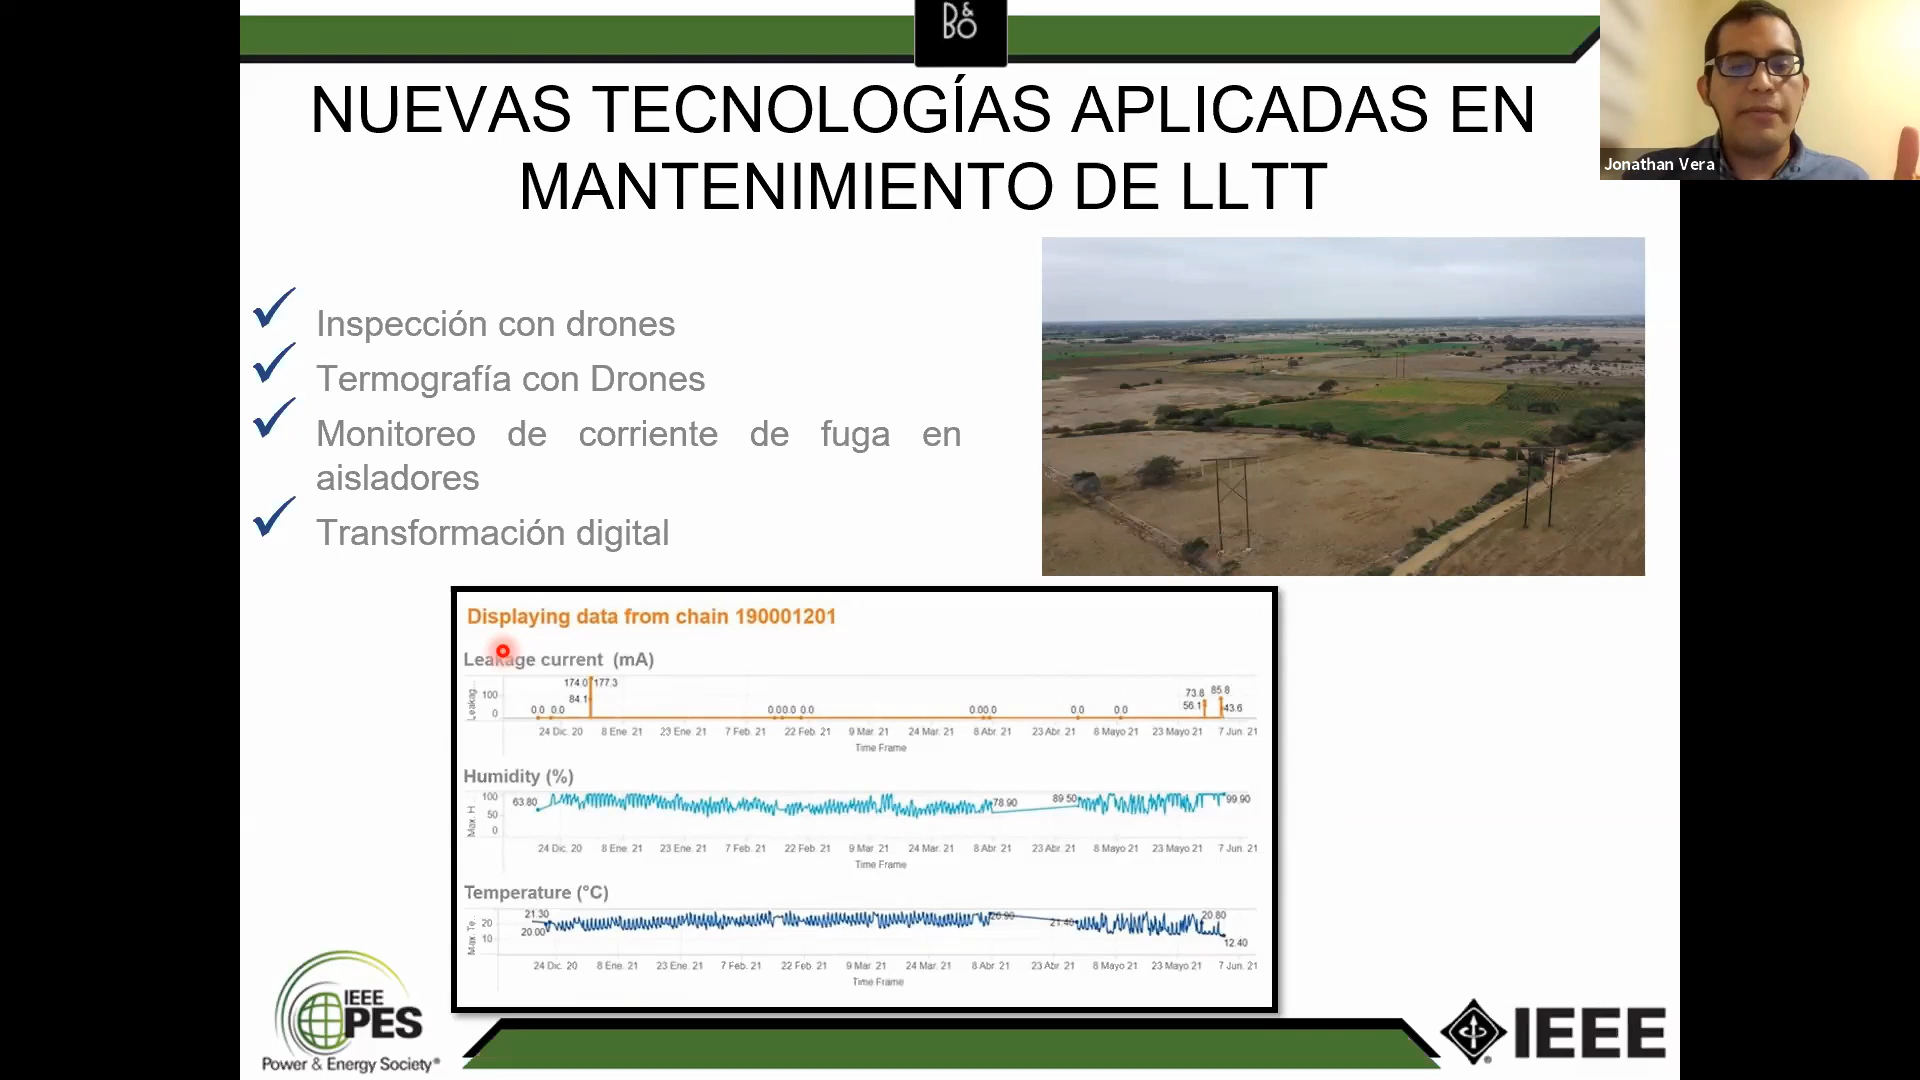 B&O
NUEVAS TECNOLOGÍAS APLICADAS EN
MANTENIMIENTO DE LLTT
Jonathan Vera
Inspección con drones
Termografía con Drones
Monitoreo de corriente de fuga en
aisladores
Transformación digital
Displaying data from chain 190001201
Leakage current (mA)
Leakag...
100
0
0.0 0.0
174.0 177.3
84.1
0.0 0.0 0.0
0.0 0.0
0.0
0.0
73.8 85.8
56.1 43.6
24 Dic. 20 8 Ene. 21 23 Ene. 21 7 Feb. 21 22 Feb. 21 9 Mar. 21 24 Mar. 21 8 Abr. 21 23 Abr. 21 8 Mayo 21 23 Mayo 21 7 Jun. 21
Time Frame
Humidity (%)
Max. H
100
50
0
63.80
78.90
89.50
99.90
24 Dic. 20 8 Ene. 21 23 Ene. 21 7 Feb. 21 22 Feb. 21 9 Mar. 21 24 Mar. 21 8 Abr. 21 23 Abr. 21 8 Mayo 21 23 Mayo 21 7 Jun. 21
Time Frame
Temperature (°C)
Max. Te..
20
10
21.30
20.00
26.90
21.40
20.80
12.40
24 Dic. 20 8 Ene. 21 23 Ene. 21 7 Feb. 21 22 Feb. 21 9 Mar. 21 24 Mar. 21 8 Abr. 21 23 Abr. 21 8 Mayo 21 23 Mayo 21 7 Jun. 21
Time Frame
IEEE
PES
Power & Energy Society®
IEEE